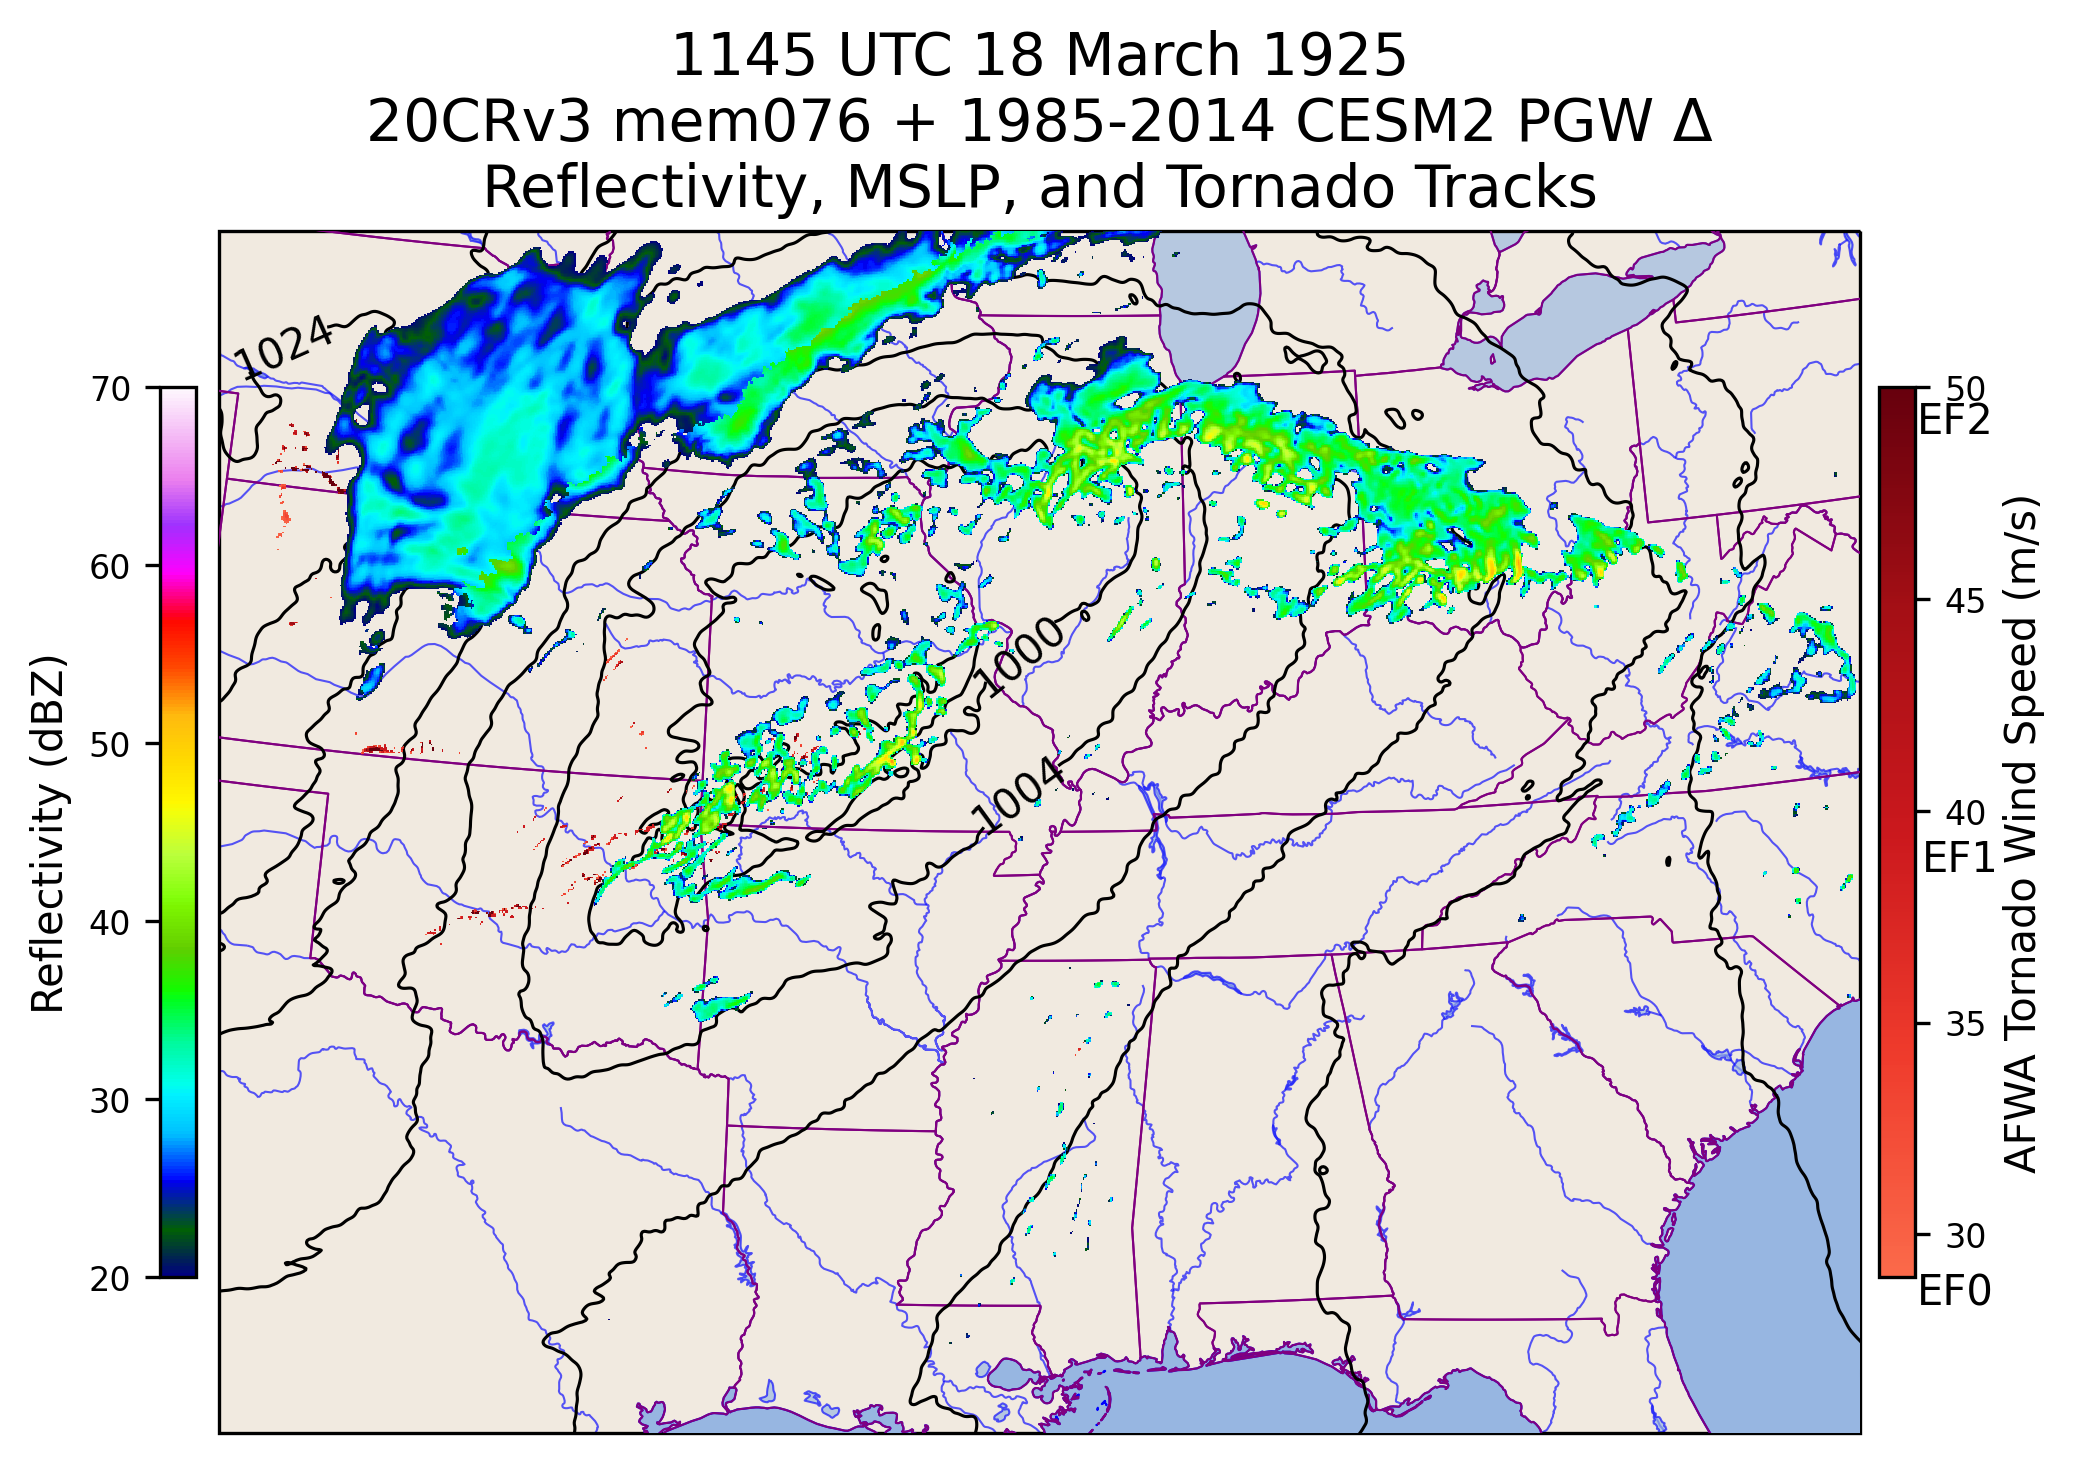 1145 UTC 18 March 1925
20CRv3 mem076 + 1985-2014 CESM2 PGW Δ
Reflectivity, MSLP, and Tornado Tracks
1024
1000
1004
70
60
50
40
30
20
Reflectivity (dBZ)
50
EF2
45
40
EF1
35
30
EF0
AFWA Tornado Wind Speed (m/s)